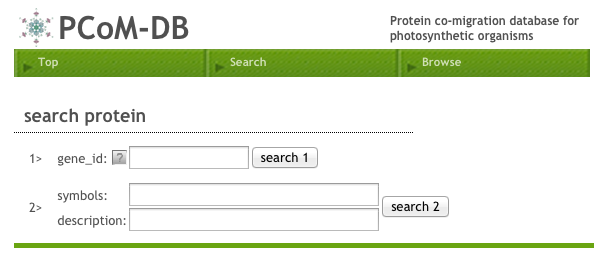 PCoM-DB
Protein co-migration database for
photosynthetic organisms
Top Search Browse
search protein
1> gene_id: ? search 1
symbols:
2> search 2
description: